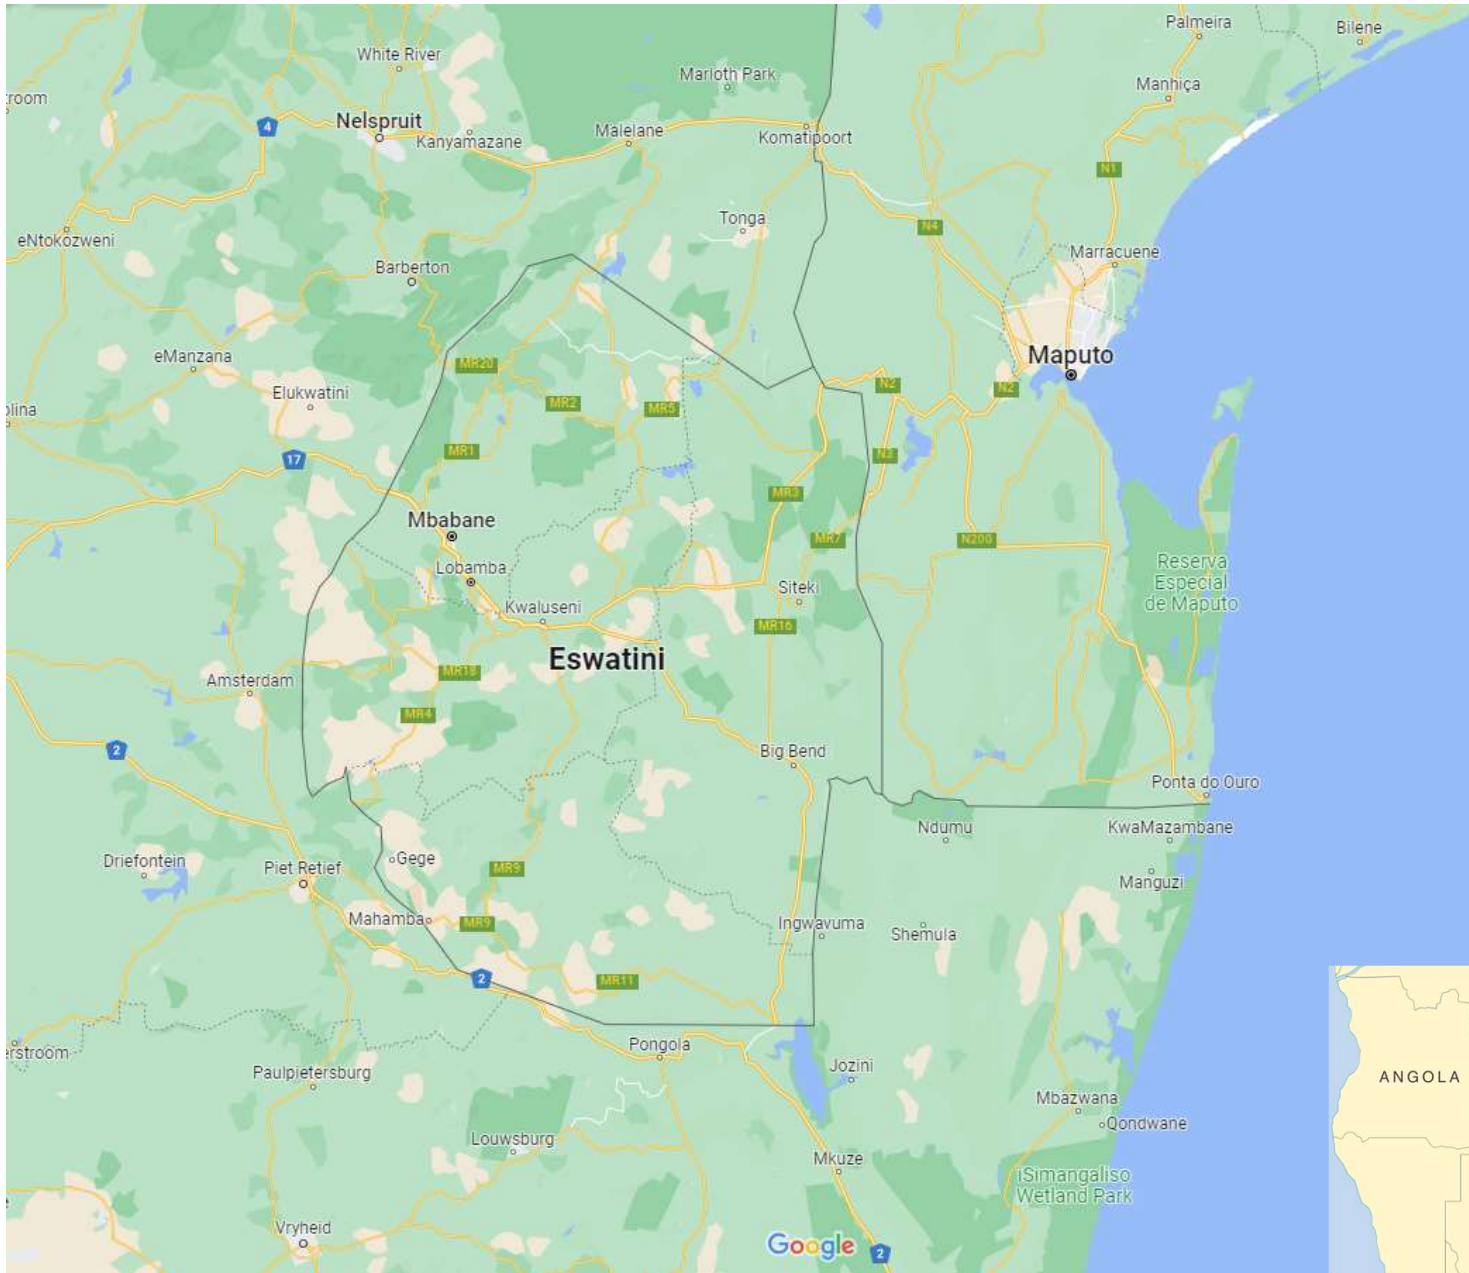 Palmeira
Bilene
White River
Marloth Park
Manhiça
room
4
Nelspruit
Kanyamazane
Malelane
Komatipoort
N1
Tonga
N4
eNtokozweni
Marracuene
Barberton
eManzana
Maputo
MR20
Elukwatini
MR2
MR5
N2
N2
olina
17
MR1
N3
MR3
Mbabane
MR7
N200
Lobamba
Reserva
Especial
de Maputo
Siteki
Kwaluseni
MR16
Eswatini
MR18
Amsterdam
MR4
2
Big Bend
Ponta do Ouro
Ndumu
KwaMazambane
Driefontein
Gege
Piet Retief
MR9
Manguzi
Mahamba
MR9
Ingwavuma
Shemula
2
MR11
Pongola
erstroom
Paulpietersburg
Jozini
ANGOLA
Mbazwana
Qondwane
Louwsburg
Mkuze
iSimangaliso
Wetland Park
Vryheid
Google
2